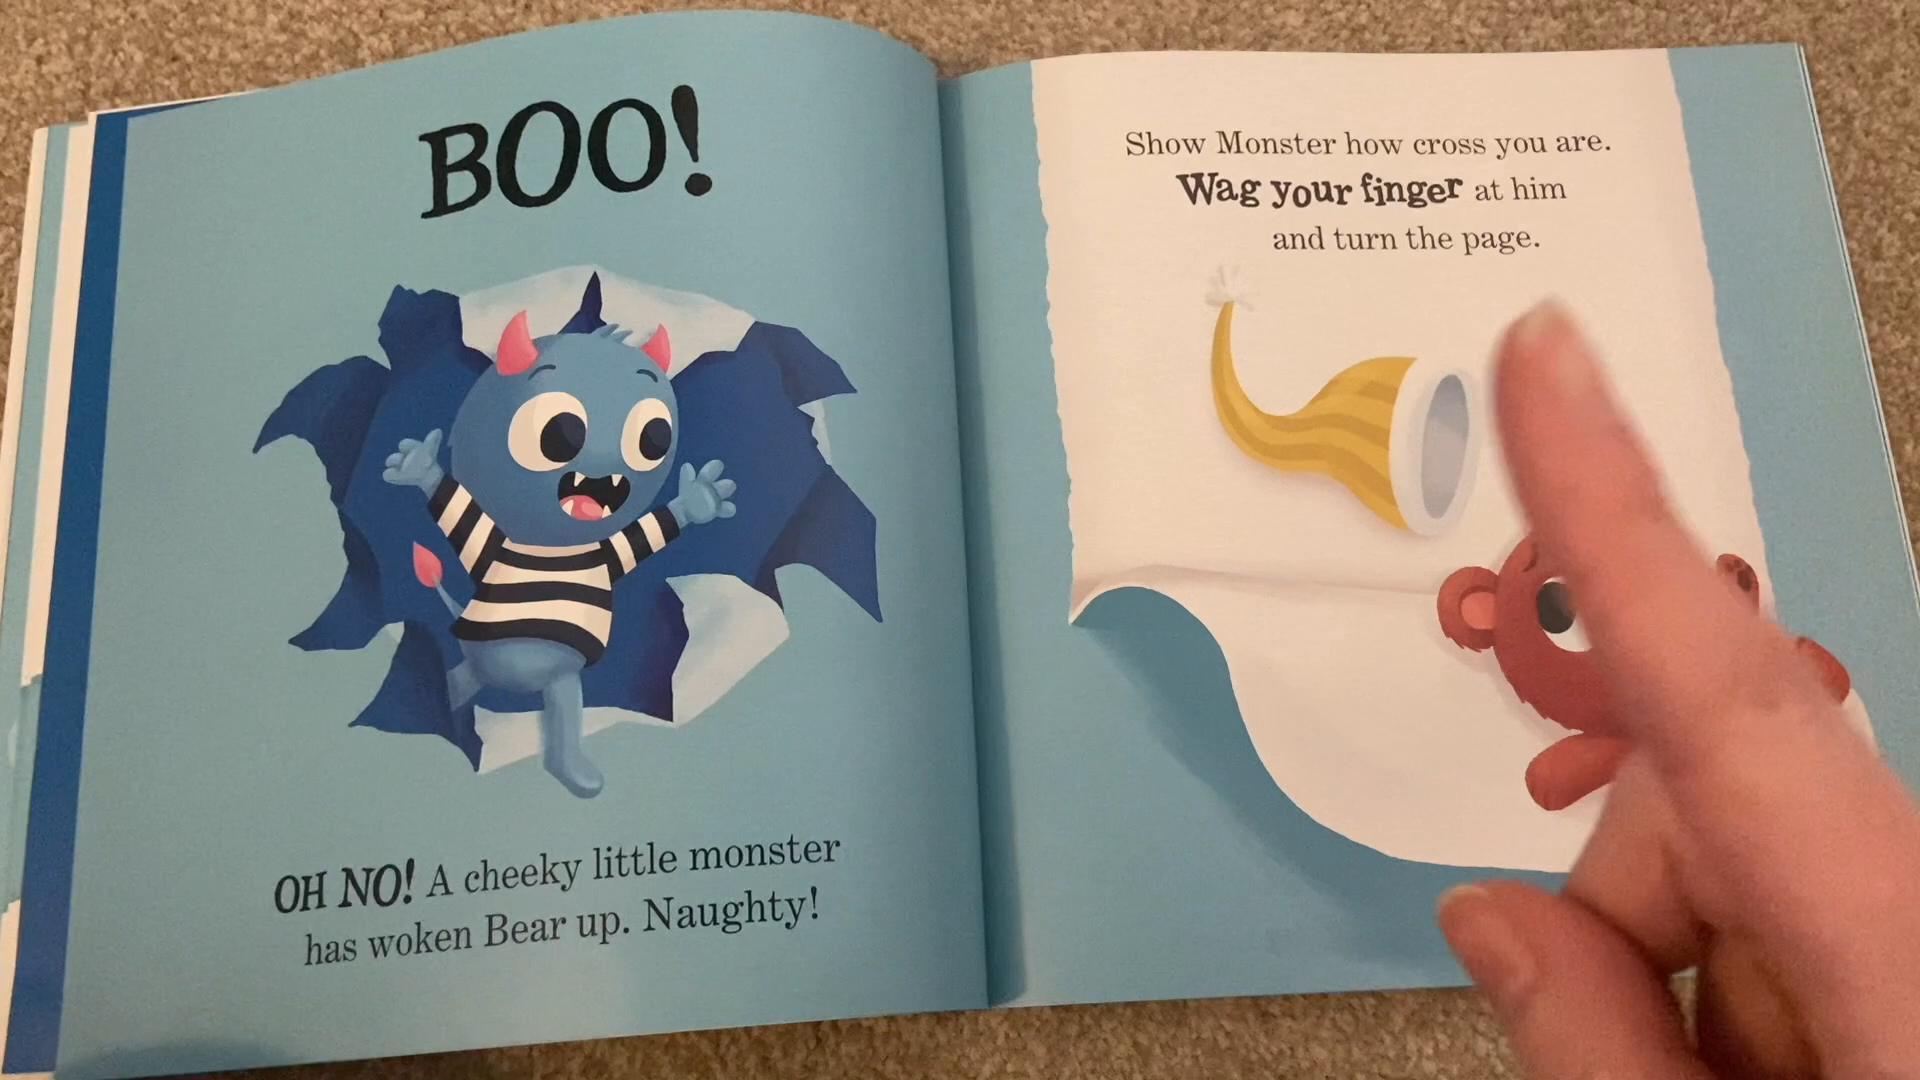 BOO!
OH NO! A cheeky little monster
has woken Bear up. Naughty!
Show Monster how cross you are.
Wag your finger at him
and turn the page.